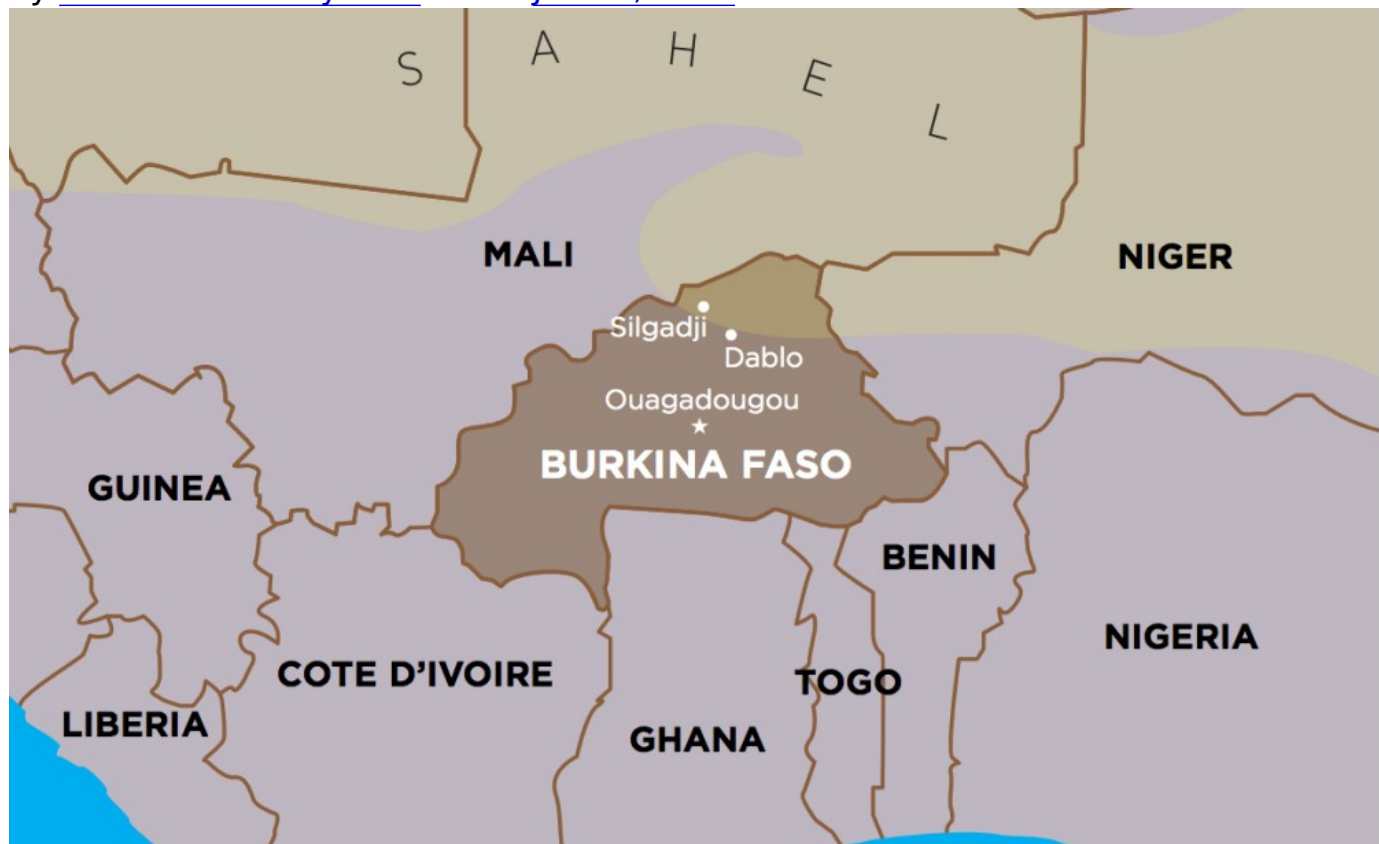 S A H E L
MALI
NIGER
Silgadji
Dablo
Ouagadougou
BURKINA FASO
GUINEA
BENIN
NIGERIA
COTE D'IVOIRE
TOGO
LIBERIA
GHANA